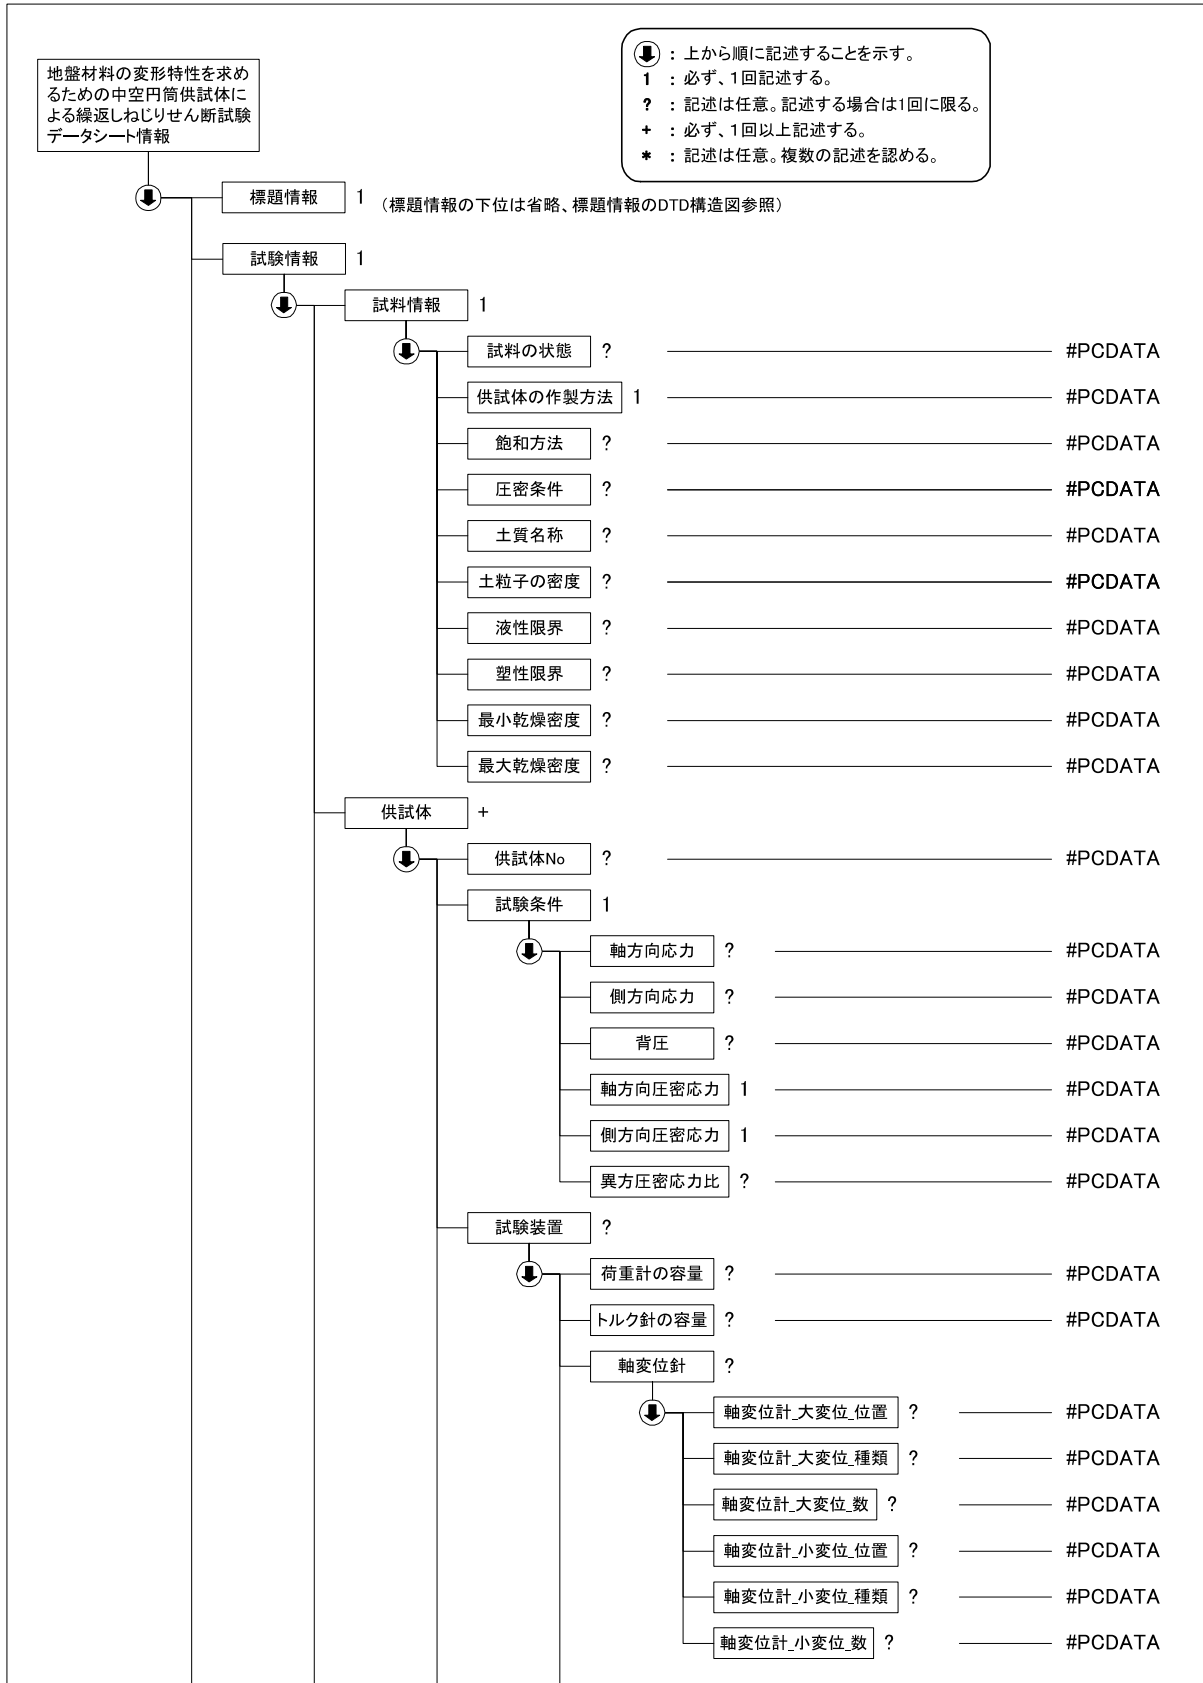 地盤材料の変形特性を求め
るための中空円筒供試体に
よる繰返しねじりせん断試験
データシート情報
：上から順に記述することを示す。
1 ：必ず、1回記述する。
? ：記述は任意。記述する場合は1回に限る。
+ ：必ず、1回以上記述する。
* ：記述は任意。複数の記述を認める。
標題情報 1 （標題情報の下位は省略、標題情報のDTD構造図参照）
試験情報 1
試料情報 1
試料の状態 ? #PCDATA
供試体の作製方法 1 #PCDATA
飽和方法 ? #PCDATA
圧密条件 ? #PCDATA
土質名称 ? #PCDATA
土粒子の密度 ? #PCDATA
液性限界 ? #PCDATA
塑性限界 ? #PCDATA
最小乾燥密度 ? #PCDATA
最大乾燥密度 ? #PCDATA
供試体 +
供試体No ? #PCDATA
試験条件 1
軸方向応力 ? #PCDATA
側方向応力 ? #PCDATA
背圧 ? #PCDATA
軸方向圧密応力 1 #PCDATA
側方向圧密応力 1 #PCDATA
異方圧密応力比 ? #PCDATA
試験装置 ?
荷重計の容量 ? #PCDATA
トルク針の容量 ? #PCDATA
軸変位針 ?
軸変位計_大変位_位置 ? #PCDATA
軸変位計_大変位_種類 ? #PCDATA
軸変位計_大変位_数 ? #PCDATA
軸変位計_小変位_位置 ? #PCDATA
軸変位計_小変位_種類 ? #PCDATA
軸変位計_小変位_数 ? #PCDATA